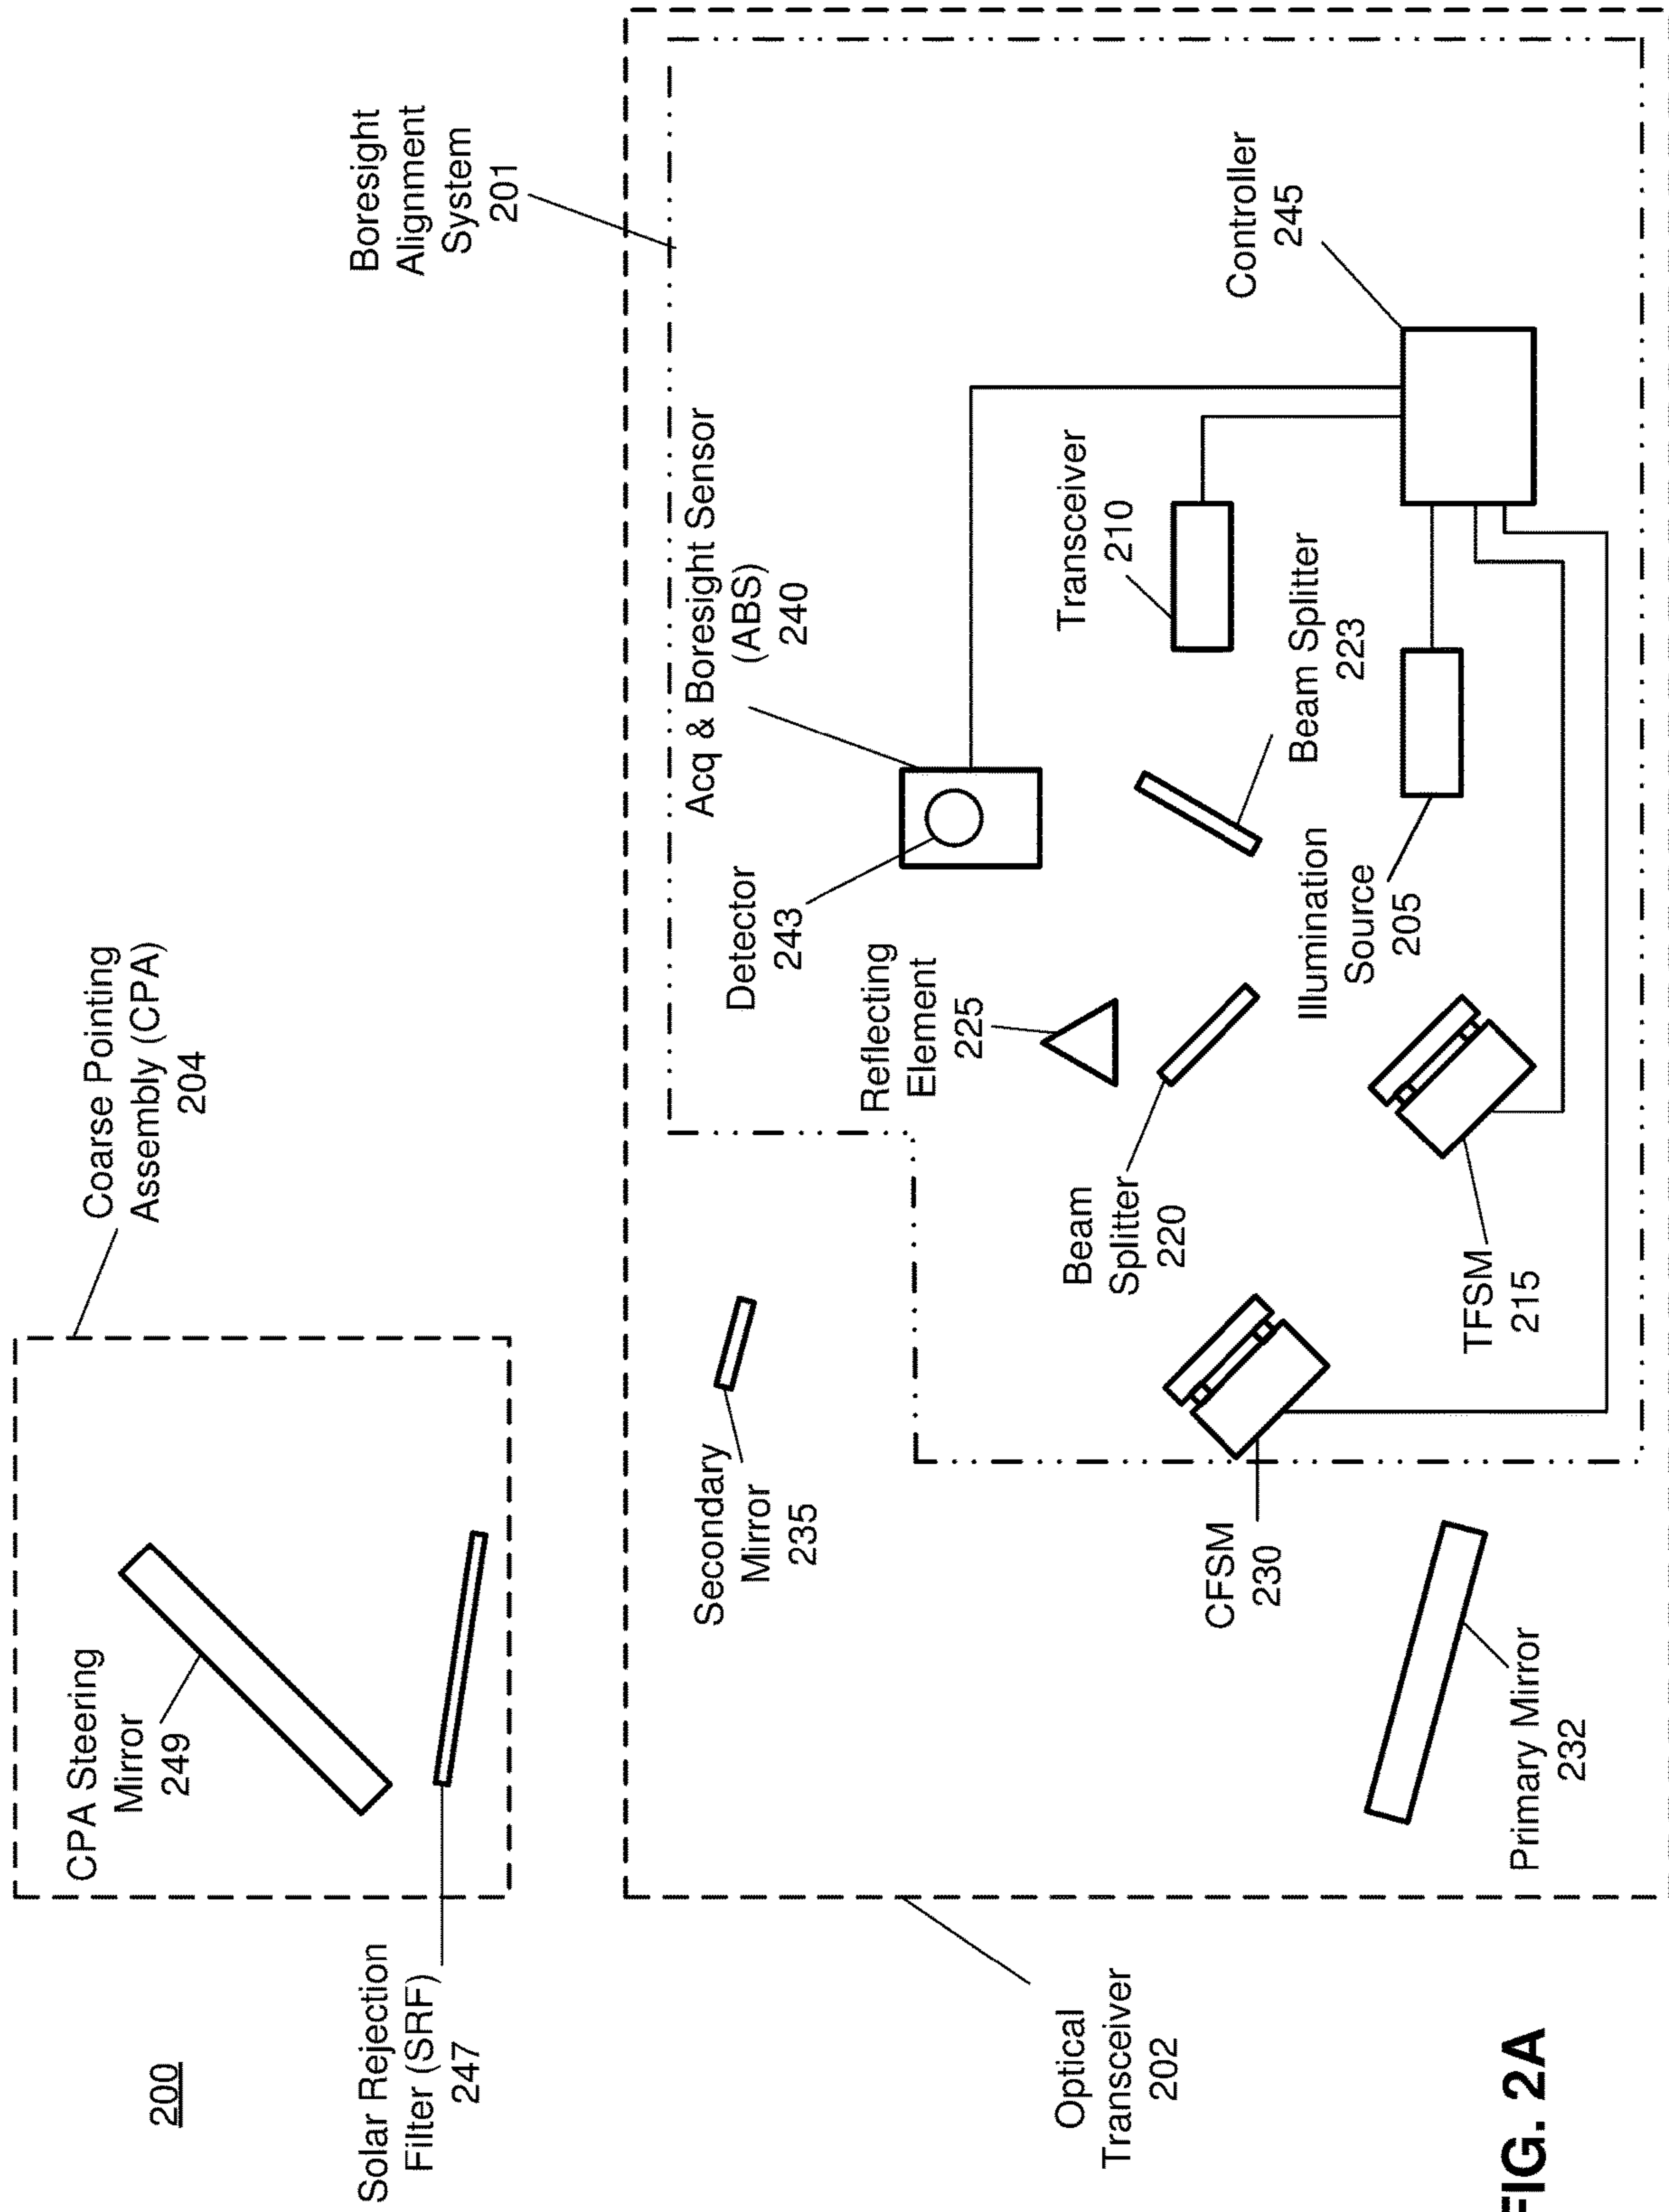 200
CPA Steering
Mirror
249
Coarse Pointing
Assembly (CPA)
204
Solar Rejection
Filter (SRF)
247
Boresight
Alignment
System
201
Optical
Transceiver
202
Secondary
Mirror
235
Acq & Boresight Sensor
(ABS)
240
Detector
243
Reflecting
Element
225
Beam
Splitter
220
Transceiver
210
Beam Splitter
223
Controller
245
Illumination
Source
205
CFSM
230
TFSM
215
Primary Mirror
232
FIG. 2A